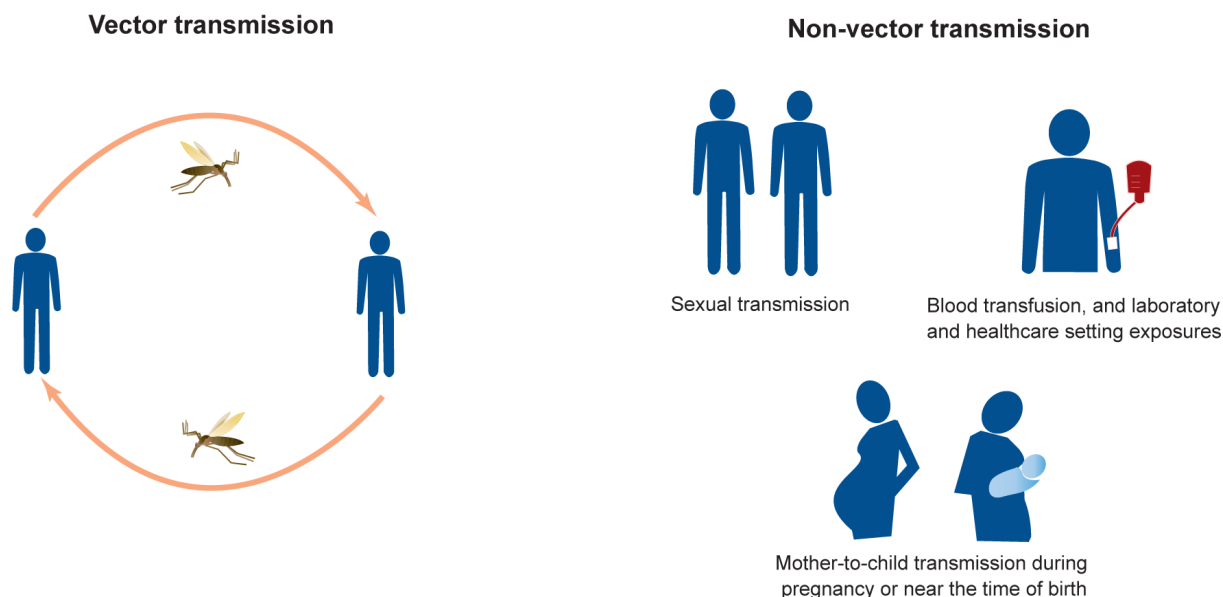 Vector transmission
Non-vector transmission
Sexual transmission
Blood transfusion, and laboratory
and healthcare setting exposures
Mother-to-child transmission during
pregnancy or near the time of birth